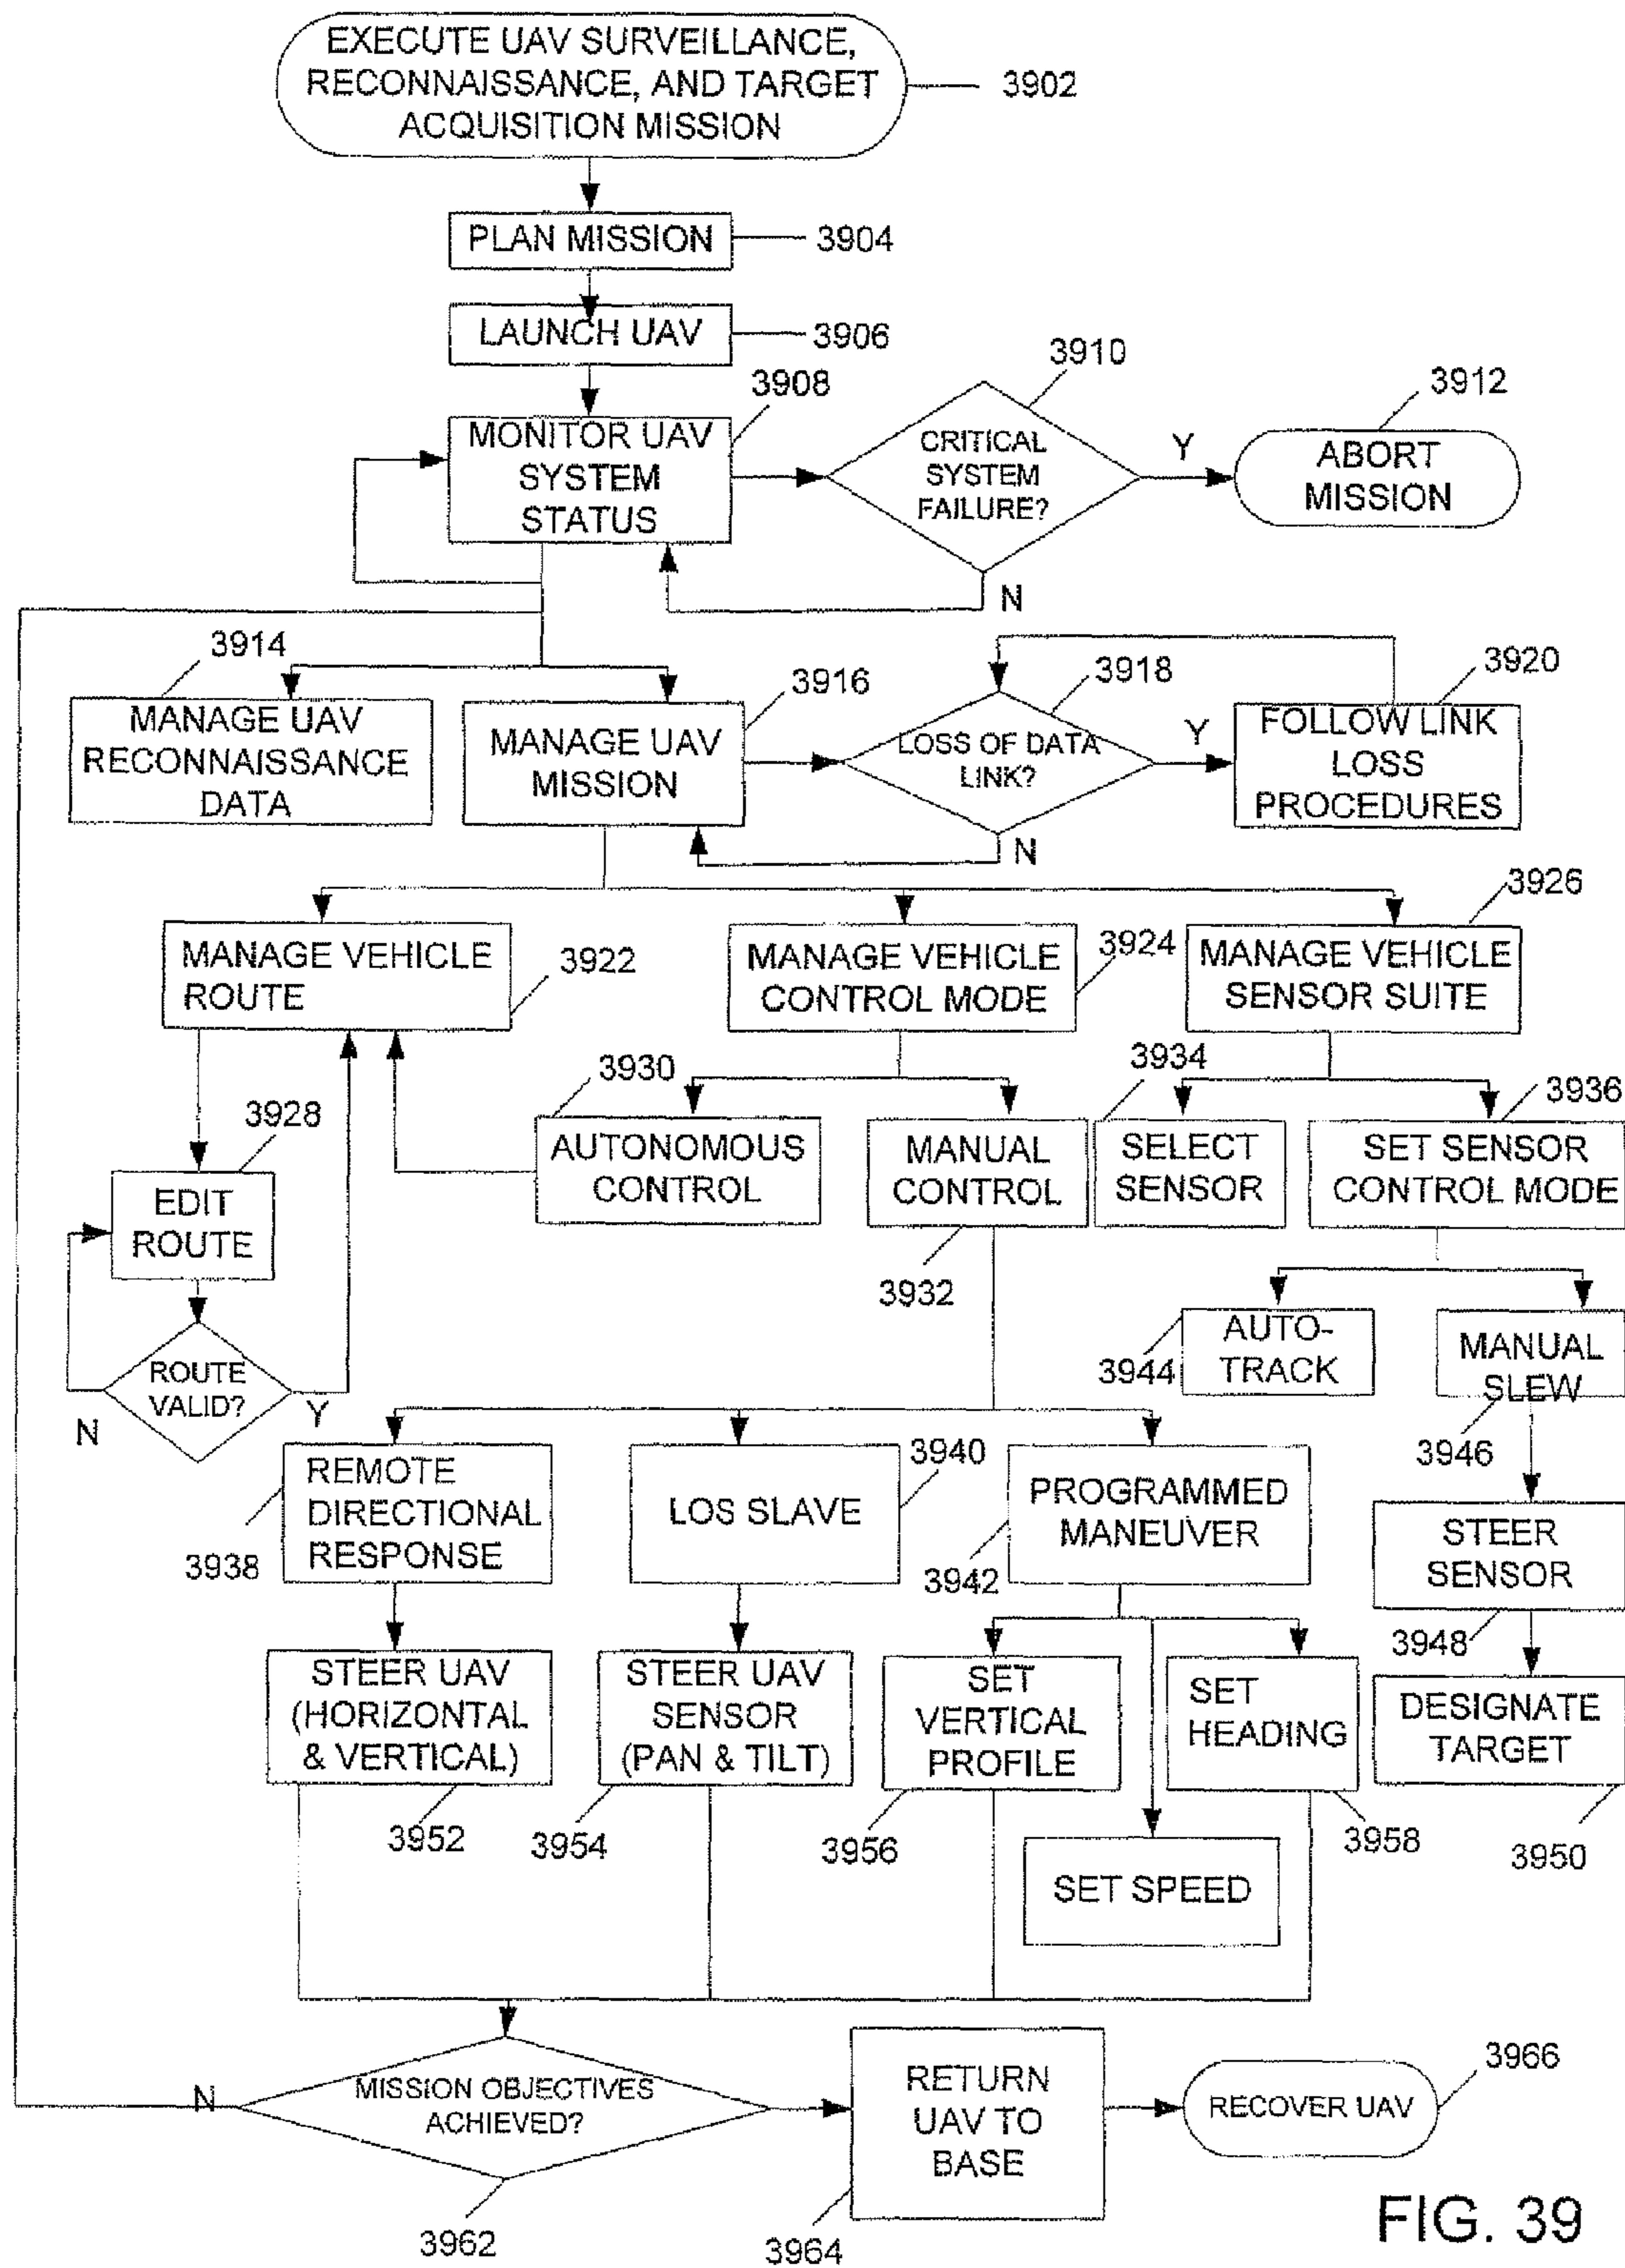 EXECUTE UAV SURVEILLANCE,
RECONNAISSANCE, AND TARGET
ACQUISITION MISSION
3902
PLAN MISSION
3904
LAUNCH UAV
3906
3908
MONITOR UAV
SYSTEM
STATUS
3910
CRITICAL
SYSTEM
FAILURE?
Y
N
3912
ABORT
MISSION
3914
MANAGE UAV
RECONNAISSANCE
DATA
3916
MANAGE UAV
MISSION
3918
LOSS OF DATA
LINK?
Y
N
3920
FOLLOW LINK
LOSS
PROCEDURES
MANAGE VEHICLE
ROUTE
3922
MANAGE VEHICLE
CONTROL MODE
3924
3926
MANAGE VEHICLE
SENSOR SUITE
3928
EDIT
ROUTE
ROUTE
VALID?
N
Y
3930
AUTONOMOUS
CONTROL
MANUAL
CONTROL
3932
3934
SELECT
SENSOR
3936
SET SENSOR
CONTROL MODE
AUTO-
TRACK
3944
MANUAL
SLEW
3946
REMOTE
DIRECTIONAL
RESPONSE
3938
3940
LOS SLAVE
PROGRAMMED
MANEUVER
3942
STEER
SENSOR
3948
STEER UAV
(HORIZONTAL
& VERTICAL)
3952
STEER UAV
SENSOR
(PAN & TILT)
3954
SET
VERTICAL
PROFILE
3956
SET
HEADING
3958
DESIGNATE
TARGET
3950
SET SPEED
N
MISSION OBJECTIVES
ACHIEVED?
3962
RETURN
UAV TO
BASE
3964
RECOVER UAV
3966
FIG. 39